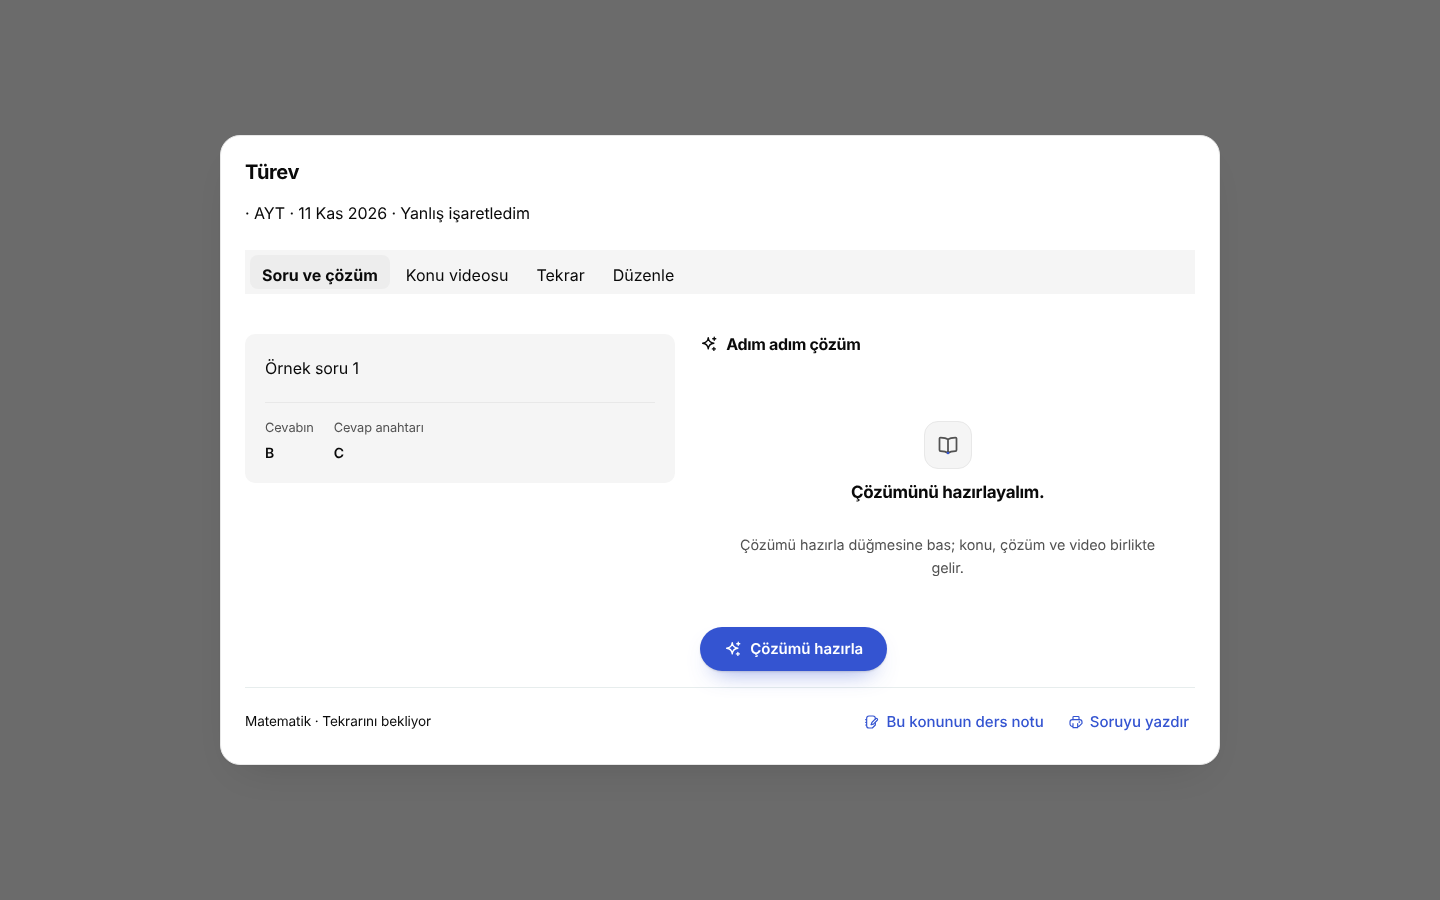 Türev
· AYT · 11 Kas 2026 · Yanlış işaretledim
Soru ve çözüm Konu videosu Tekrar Düzenle
Örnek soru 1
Cevabın Cevap anahtarı
B C
Adım adım çözüm
Çözümünü hazırlayalım.
Çözümü hazırla düğmesine bas; konu, çözüm ve video birlikte
gelir.
Çözümü hazırla
Matematik · Tekrarını bekliyor
Bu konunun ders notu Soruyu yazdır